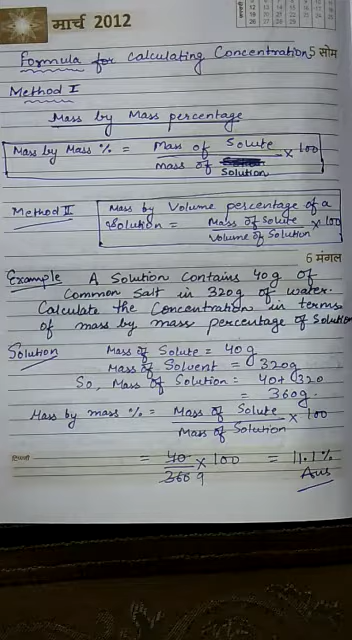 मार्च 2012
Formula for Calculating Concentration
5 सोम
Method I
Mass by Mass percentage
Mass by Mass % = Mass of Solute / Mass of Solution × 100
Method II
Mass by Volume percentage of a
Solution = Mass of Solute / Volume of Solution × 100
6 मंगल
Example A Solution contains 40g of
Common Salt in 320g of water.
Calculate the Concentration in terms
of mass by mass percentage of Solution
Solution Mass of Solute = 40g
Mass of Solvent = 320g
So, Mass of Solution = 40+320
= 360g.
Mass by mass % = Mass of Solute / Mass of Solution × 100
टिप्पणी
= 40 / 360 g × 100 = 11.1%
Ans